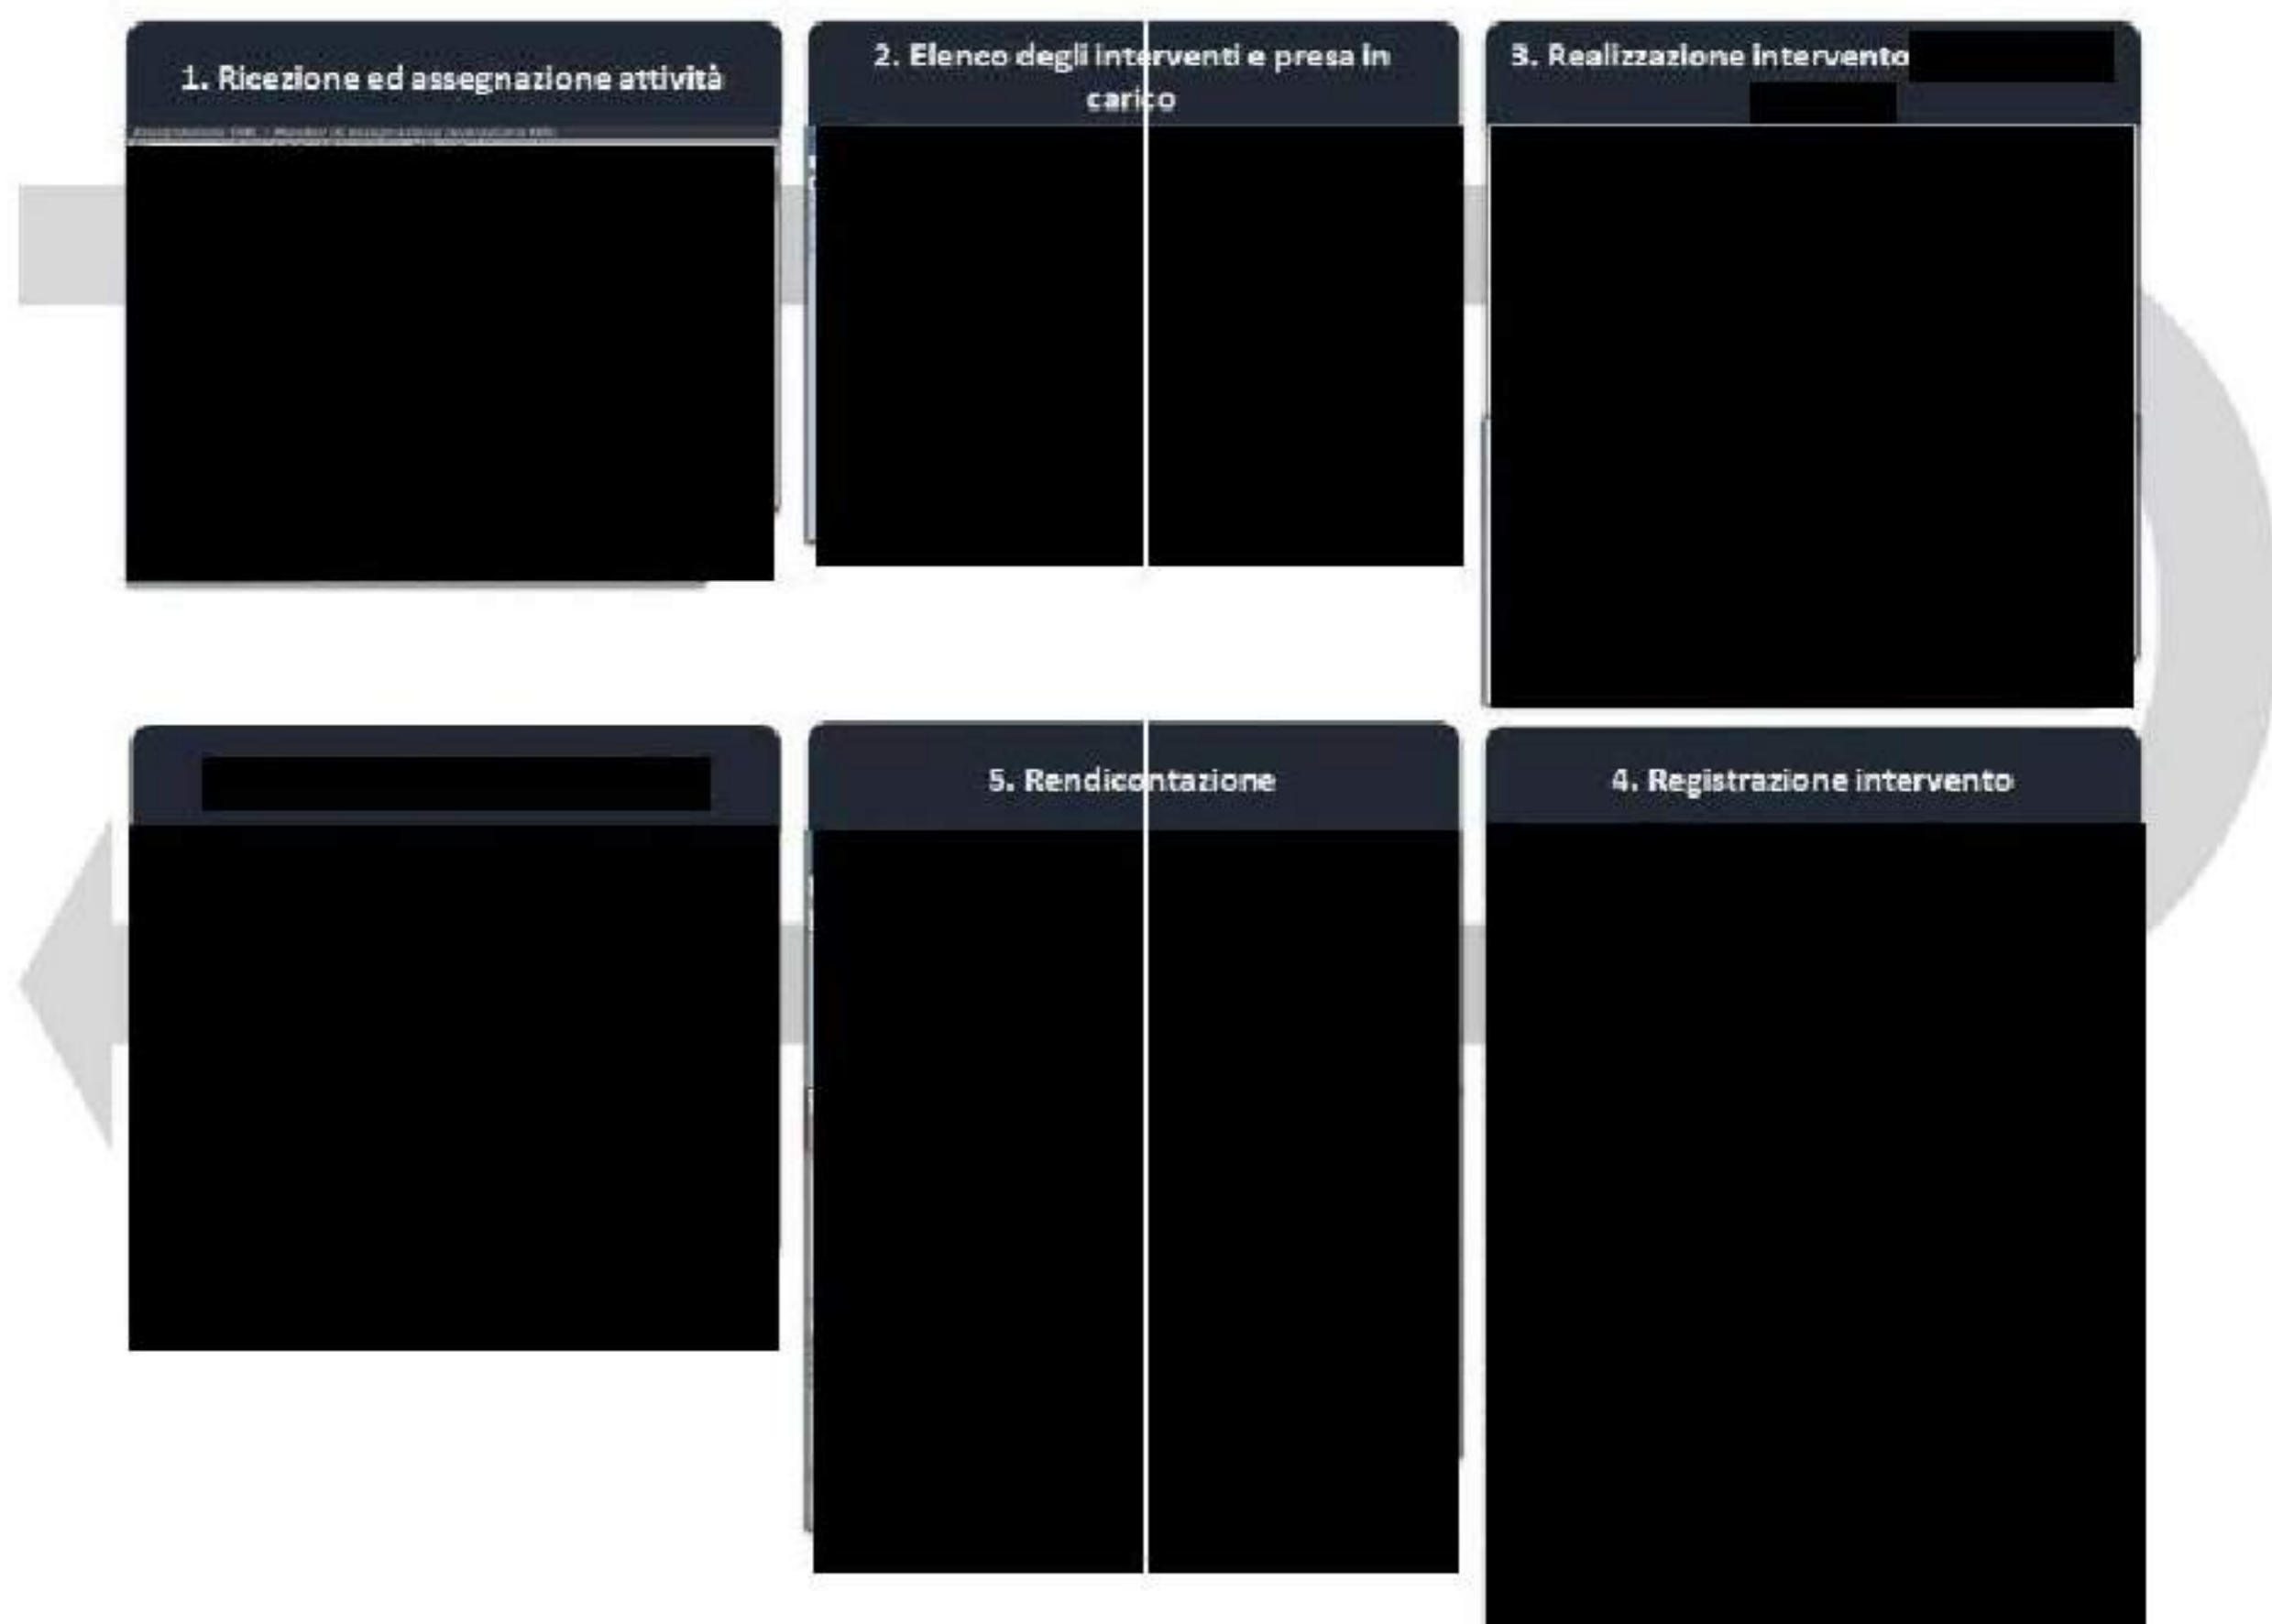 1. Ricezione ed assegnazione attività
2. Elenco degli interventi e presa in
carico
3. Realizzazione intervento
4. Registrazione intervento
5. Rendicontazione